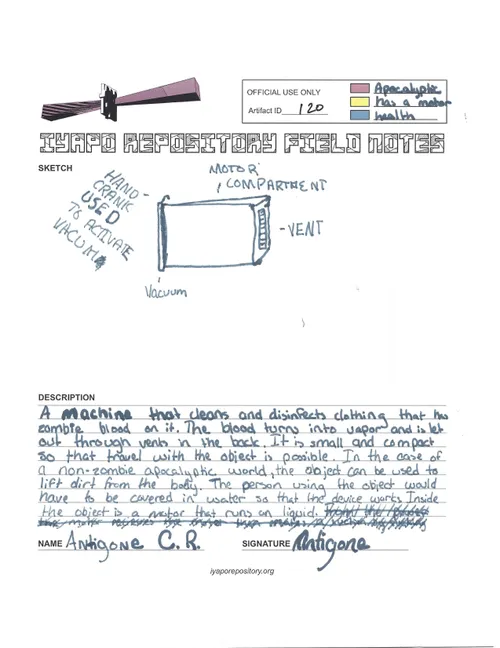 OFFICIAL USE ONLY
Artifact ID 120
Apocalyptic
has a motor
health
IYAPO REPOSITORY FIELD NOTES
SKETCH
HAND-
CRANK
USED
TO ACTIVATE
VACUUM
MOTOR
COMPARTMENT
-VENT
Vacuum
DESCRIPTION
A machine that cleans and disinfects clothing that has
zombie blood on it. The blood turns into vapor and is let
out through vents in the back. It is small and compact
so that travel with the object is possible. In the case of
a non-zombie apocalyptic world, the object can be used to
lift dirt from the body. The person using the object would
have to be covered in water so that the device works Inside
the object is a motor that runs on liquid.
NAME Antigone C. R. SIGNATURE Antigone
iyaporepository.org